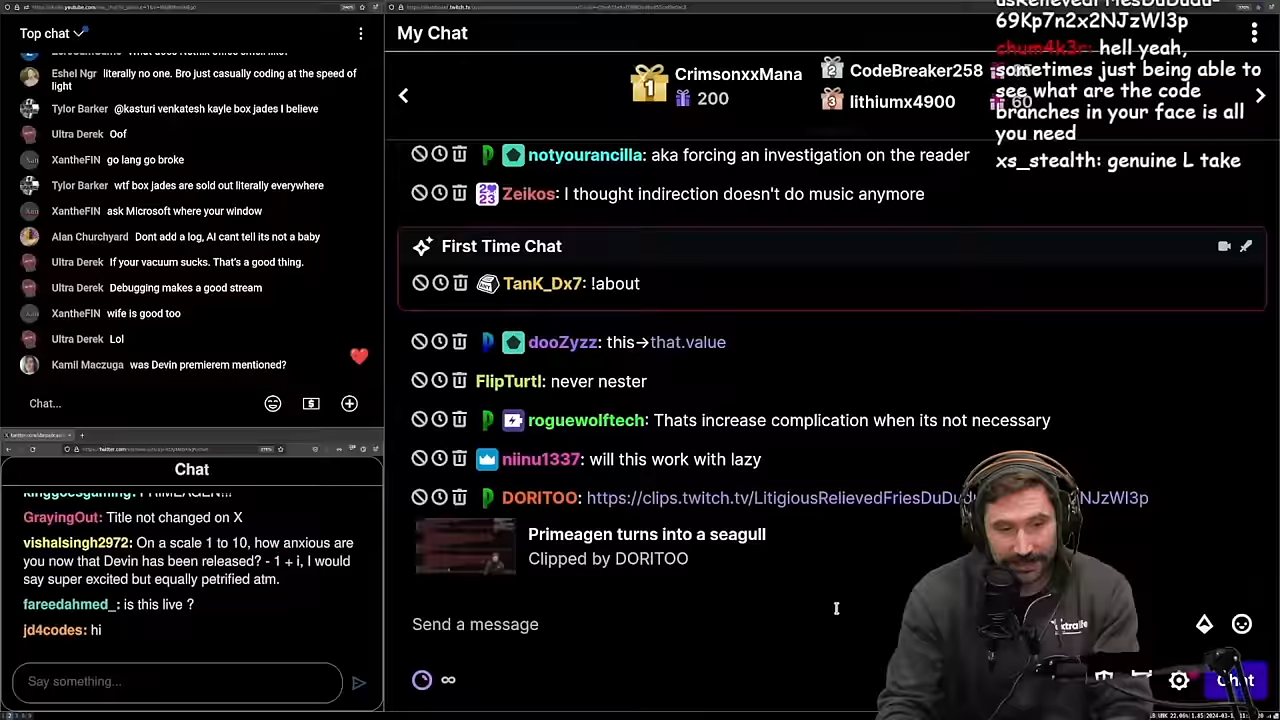 Top chat
Eshel Ngr literally no one. Bro just casually coding at the speed of
light
Tylor Barker @kasturi venkatesh kayle box jades I believe
Ultra Derek Oof
XantheFIN go lang go broke
Tylor Barker wtf box jades are sold out literally everywhere
XantheFIN ask Microsoft where your window
Alan Churchyard Dont add a log, AI cant tell its not a baby
Ultra Derek If your vacuum sucks. That's a good thing.
Ultra Derek Debugging makes a good stream
XantheFIN wife is good too
Ultra Derek Lol
Kamil Maczuga was Devin premierem mentioned?
Chat...
Chat
GrayingOut: Title not changed on X
vishalsingh2972: On a scale 1 to 10, how anxious are
you now that Devin has been released? - 1 + i, I would
say super excited but equally petrified atm.
fareedahmed_: is this live ?
jd4codes: hi
Say something...
My Chat
1 CrimsonxxMana
200
2 CodeBreaker258
3 lithiumx4900
60
notyourancilla: aka forcing an investigation on the reader
Zeikos: I thought indirection doesn't do music anymore
First Time Chat
TanK_Dx7: !about
dooZyzz: this→that.value
FlipTurtl: never nester
roguewolftech: Thats increase complication when its not necessary
niinu1337: will this work with lazy
DORITOO: https://clips.twitch.tv/LitigiousRelievedFriesDuDu NJzWl3p
Primeagen turns into a seagull
Clipped by DORITOO
Send a message
Chat
69Kp7n2x2NJzWl3p
chum4k3r: hell yeah,
sometimes just being able to
see what are the code
branches in your face is all
you need
xs_stealth: genuine L take